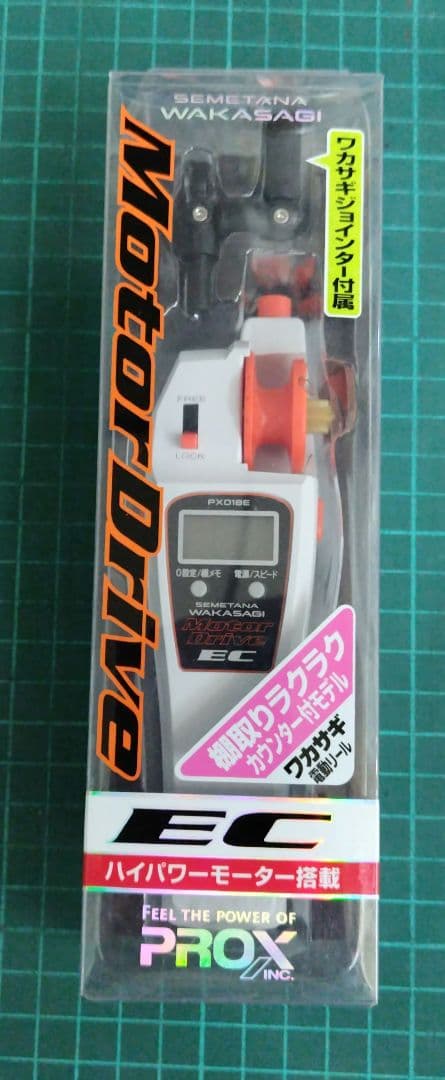 SEMETANA
WAKASAGI
ワカサギジョインター付属
MotorDrive
FREE
LOCK
PX018E
0設定/棚メモ 電源/スピード
SEMETANA
WAKASAGI
Motor
Drive
EC
棚取りラクラク
カウンター付モデル
ワカサギ
電動リール
EC
ハイパワーモーター搭載
FEEL THE POWER OF
PROX
INC.